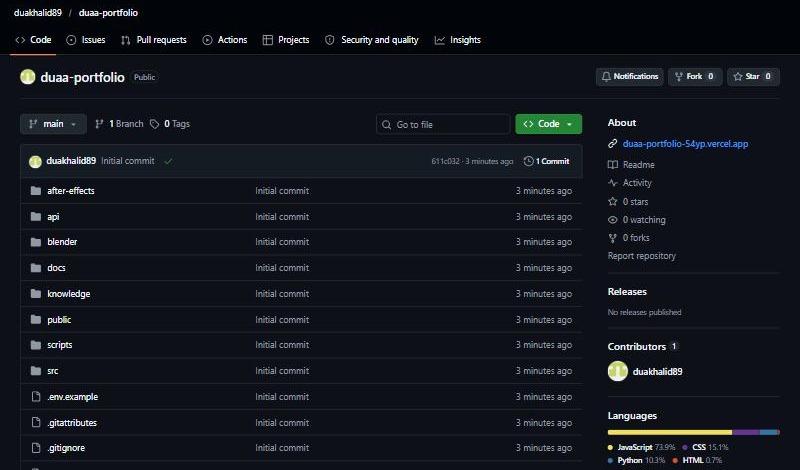 duakhalid89 / duaa-portfolio
Code Issues Pull requests Actions Projects Security and quality Insights
duaa-portfolio Public
Notifications Fork 0 Star 0
main 1 Branch 0 Tags Go to file Code
duakhalid89 Initial commit 611c032 · 3 minutes ago 1 Commit
after-effects Initial commit 3 minutes ago
api Initial commit 3 minutes ago
blender Initial commit 3 minutes ago
docs Initial commit 3 minutes ago
knowledge Initial commit 3 minutes ago
public Initial commit 3 minutes ago
scripts Initial commit 3 minutes ago
src Initial commit 3 minutes ago
.env.example Initial commit 3 minutes ago
.gitattributes Initial commit 3 minutes ago
.gitignore Initial commit 3 minutes ago
About
duaa-portfolio-54yp.vercel.app
Readme
Activity
0 stars
0 watching
0 forks
Report repository
Releases
No releases published
Contributors 1
duakhalid89
Languages
JavaScript 73.9% CSS 15.1%
Python 10.3% HTML 0.7%